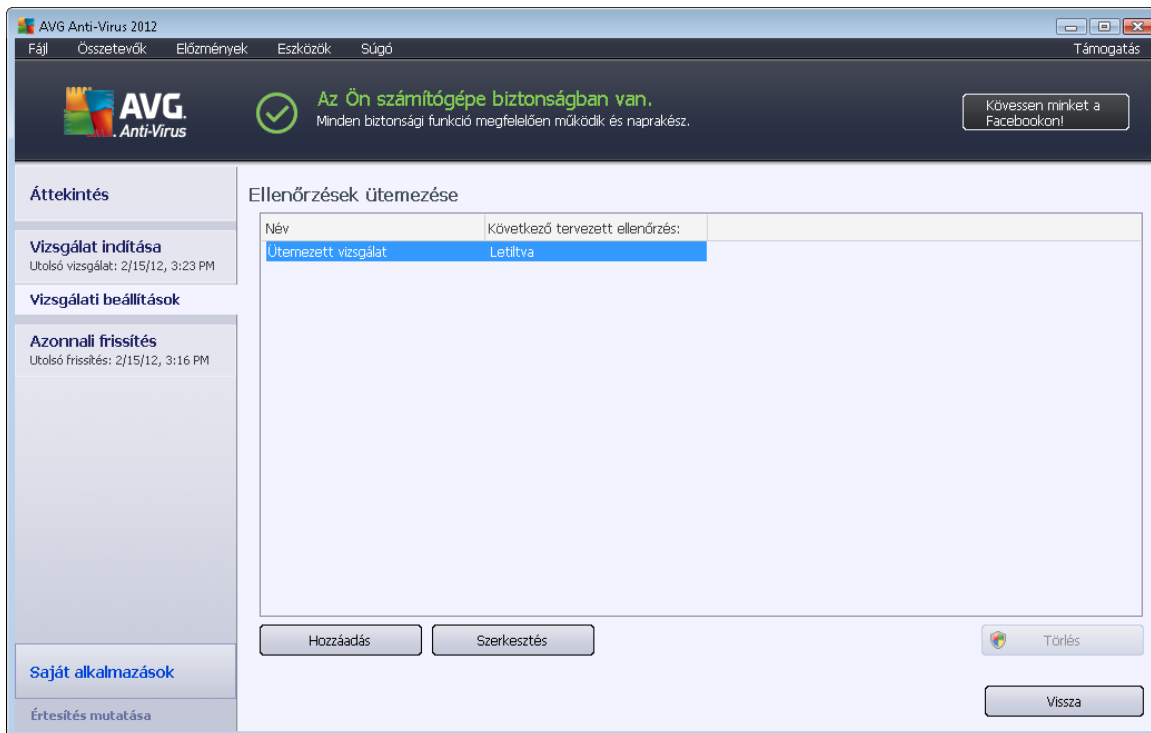 AVG Anti-Virus 2012
Fájl Összetevők Előzmények Eszközök Súgó Támogatás
AVG.
Anti-Virus
Az Ön számítógépe biztonságban van.
Minden biztonsági funkció megfelelően működik és naprakész.
Kövessen minket a
Facebookon!
Áttekintés
Vizsgálat indítása
Utolsó vizsgálat: 2/15/12, 3:23 PM
Vizsgálati beállítások
Azonnali frissítés
Utolsó frissítés: 2/15/12, 3:16 PM
Saját alkalmazások
Értesítés mutatása
Ellenőrzések ütemezése
Név Következő tervezett ellenőrzés:
Ütemezett vizsgálat Letiltva
Hozzáadás Szerkesztés Törlés
Vissza